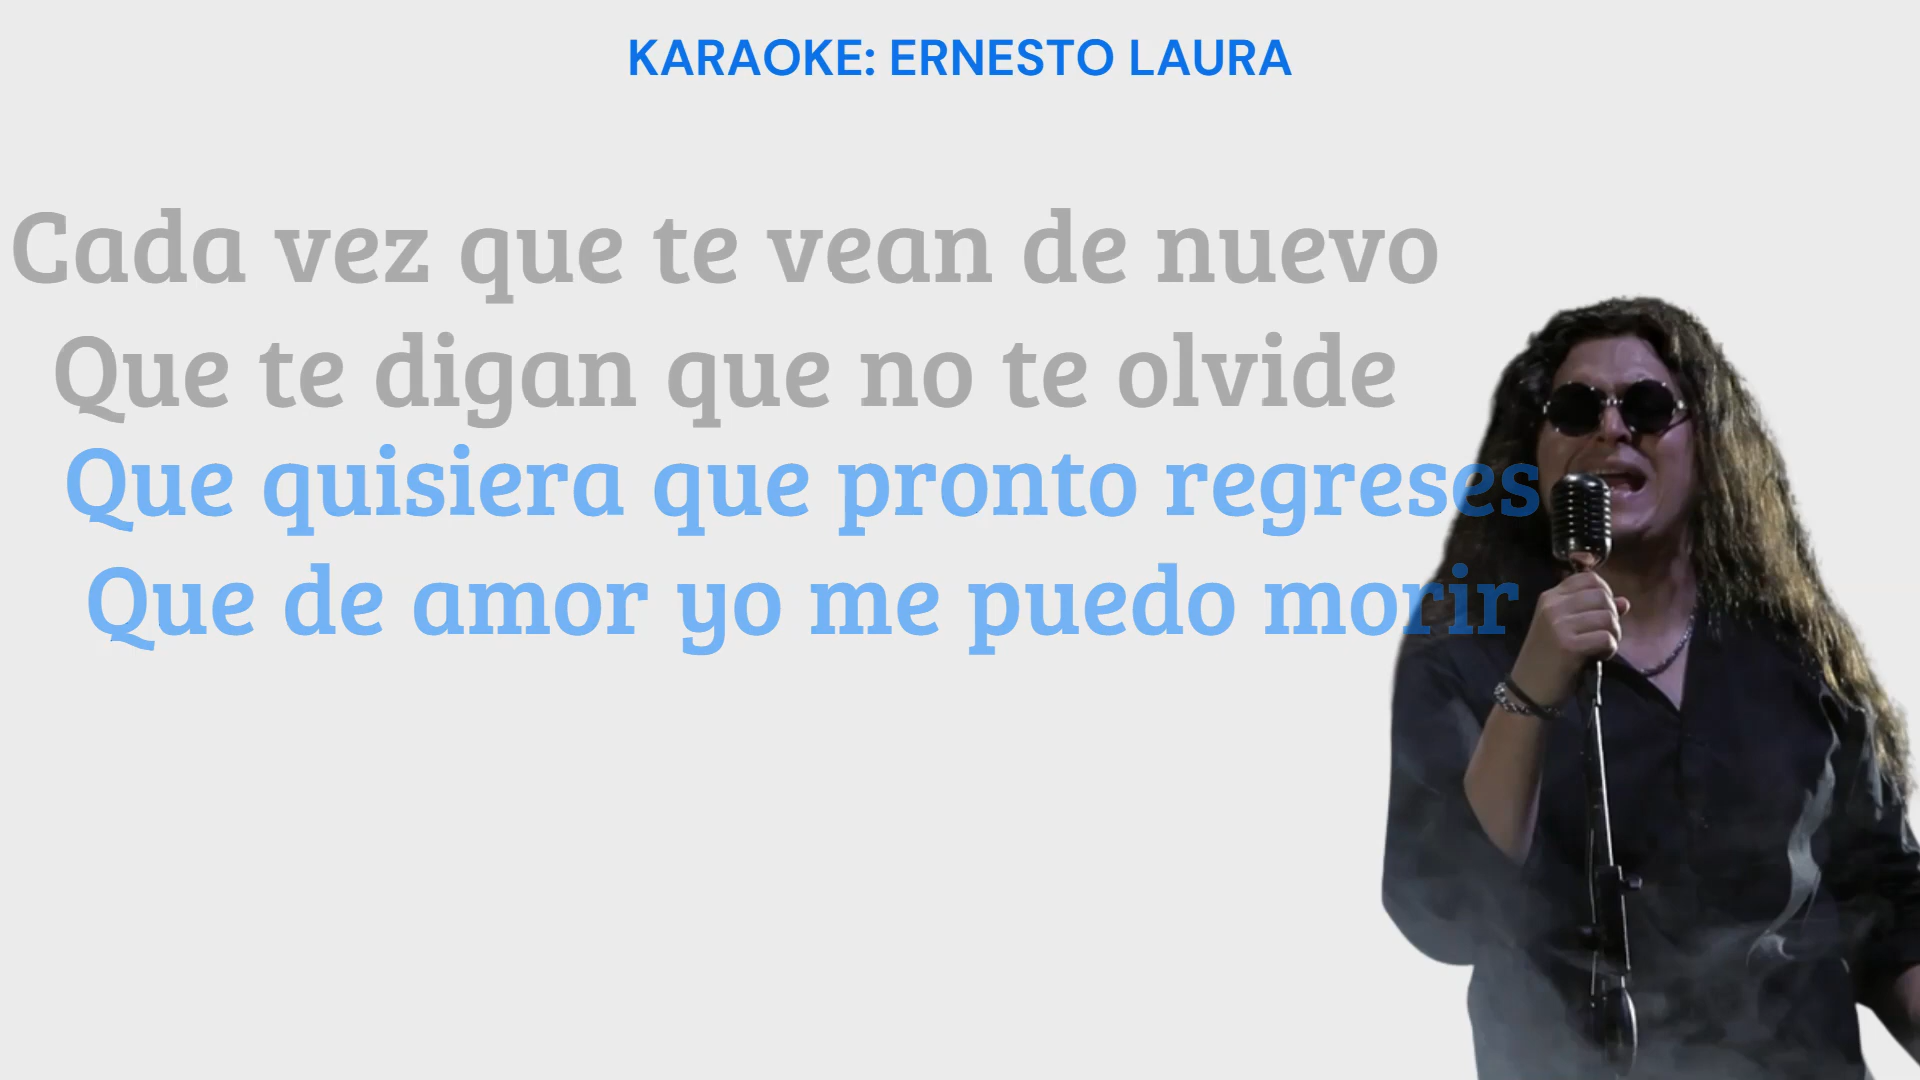 KARAOKE: ERNESTO LAURA
Cada vez que te vean de nuevo
Que te digan que no te olvide
Que quisiera que pronto regreses
Que de amor yo me puedo morir